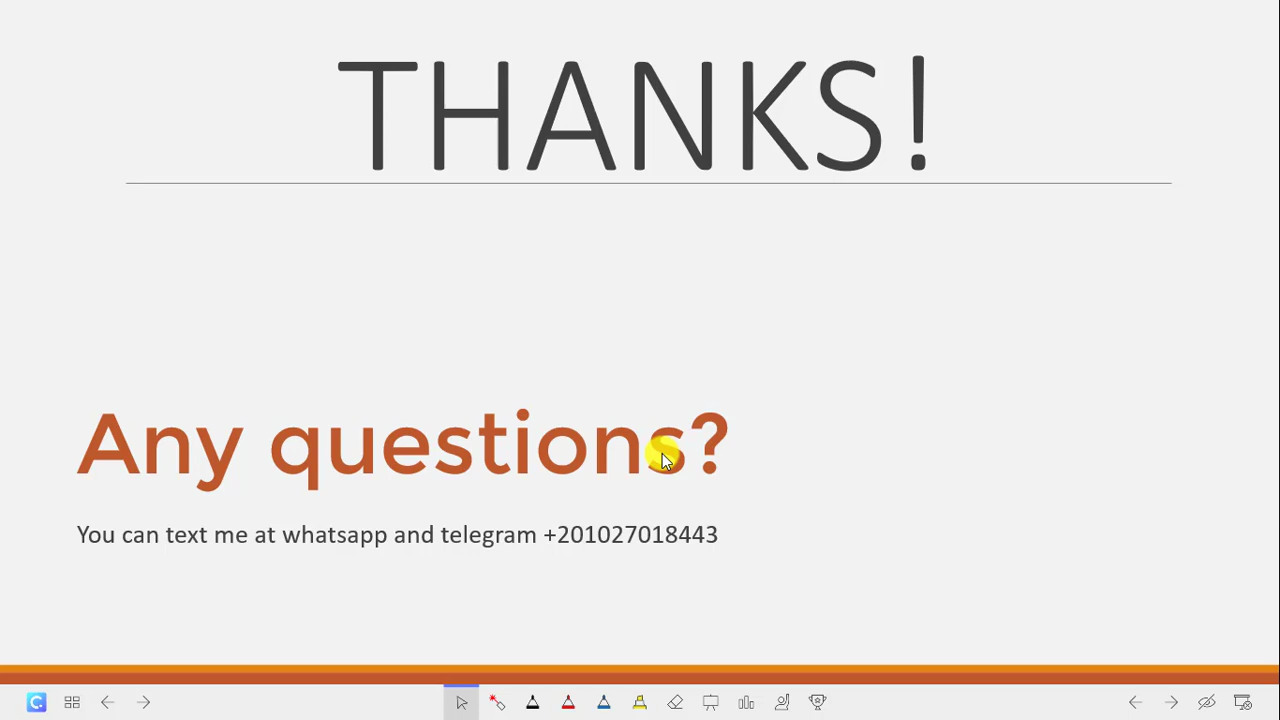 THANKS!
Any questions?
You can text me at whatsapp and telegram +201027018443